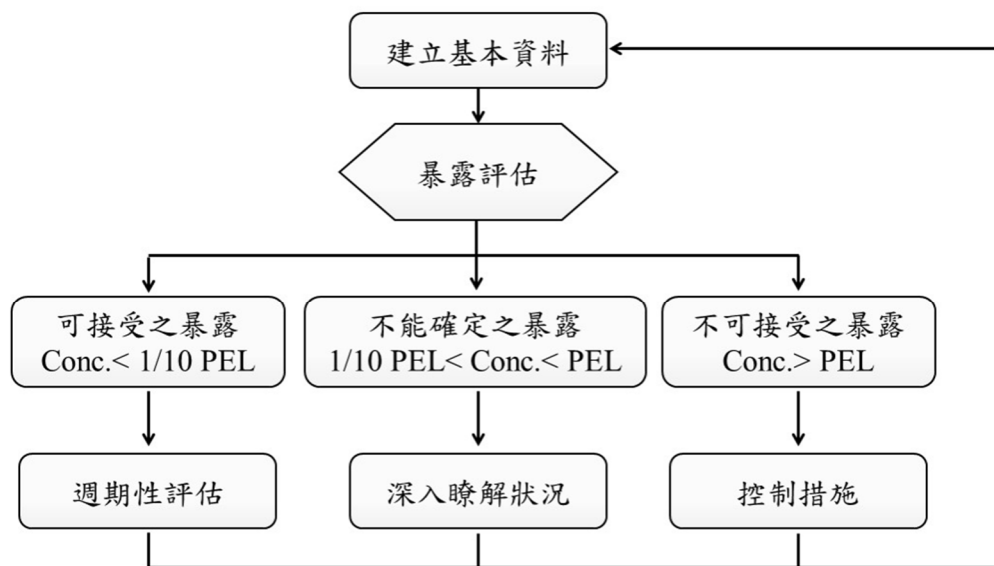 建立基本資料
暴露評估
可接受之暴露
Conc.< 1/10 PEL
不能確定之暴露
1/10 PEL< Conc.< PEL
不可接受之暴露
Conc.> PEL
週期性評估
深入瞭解狀況
控制措施